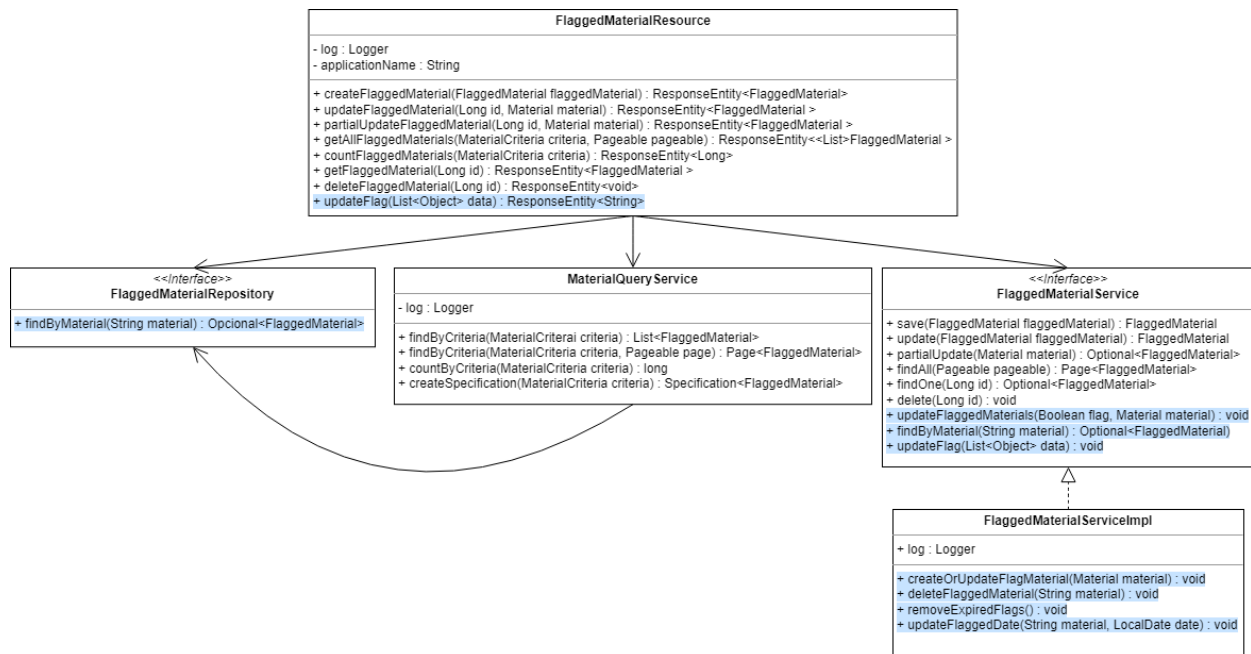 FlaggedMaterialResource
- log : Logger
- applicationName : String
+ createFlaggedMaterial(FlaggedMaterial flaggedMaterial) : ResponseEntity<FlaggedMaterial>
+ updateFlaggedMaterial(Long id, Material material) : ResponseEntity<FlaggedMaterial >
+ partialUpdateFlaggedMaterial(Long id, Material material) : ResponseEntity<FlaggedMaterial >
+ getAllFlaggedMaterials(MaterialCriteria criteria, Pageable pageable) : ResponseEntity<<List>FlaggedMaterial >
+ countFlaggedMaterials(MaterialCriteria criteria) : ResponseEntity<Long>
+ getFlaggedMaterial(Long id) : ResponseEntity<FlaggedMaterial >
+ deleteFlaggedMaterial(Long id) : ResponseEntity<void>
+ updateFlag(List<Object> data) : ResponseEntity<String>
<<Interface>>
FlaggedMaterialRepository
+ findByMaterial(String material) : Opcional<FlaggedMaterial>
MaterialQueryService
- log : Logger
+ findByCriteria(MaterialCriterai criteria) : List<FlaggedMaterial>
+ findByCriteria(MaterialCriteria criteria, Pageable page) : Page<FlaggedMaterial>
+ countByCriteria(MaterialCriteria criteria) : long
+ createSpecification(MaterialCriteria criteria) : Specification<FlaggedMaterial>
<<Interface>>
FlaggedMaterialService
+ save(FlaggedMaterial flaggedMaterial) : FlaggedMaterial
+ update(FlaggedMaterial flaggedMaterial) : FlaggedMaterial
+ partialUpdate(Material material) : Optional<FlaggedMaterial>
+ findAll(Pageable pageable) : Page<FlaggedMaterial>
+ findOne(Long id) : Optional<FlaggedMaterial>
+ delete(Long id) : void
+ updateFlaggedMaterials(Boolean flag, Material material) : void
+ findByMaterial(String material) : Optional<FlaggedMaterial)
+ updateFlag(List<Object> data) : void
FlaggedMaterialServiceImpl
+ log : Logger
+ createOrUpdateFlagMaterial(Material material) : void
+ deleteFlaggedMaterial(String material) : void
+ removeExpiredFlags() : void
+ updateFlaggedDate(String material, LocalDate date) : void